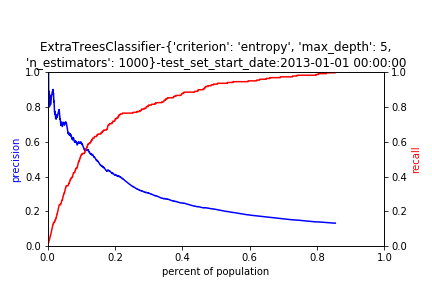 ExtraTreesClassifier-{'criterion': 'entropy', 'max_depth': 5,
'n_estimators': 1000}-test_set_start_date:2013-01-01 00:00:00
1.0
0.8
0.6
0.4
0.2
0.0
precision
1.0
0.8
0.6
0.4
0.2
0.0
recall
0.0 0.2 0.4 0.6 0.8 1.0
percent of population